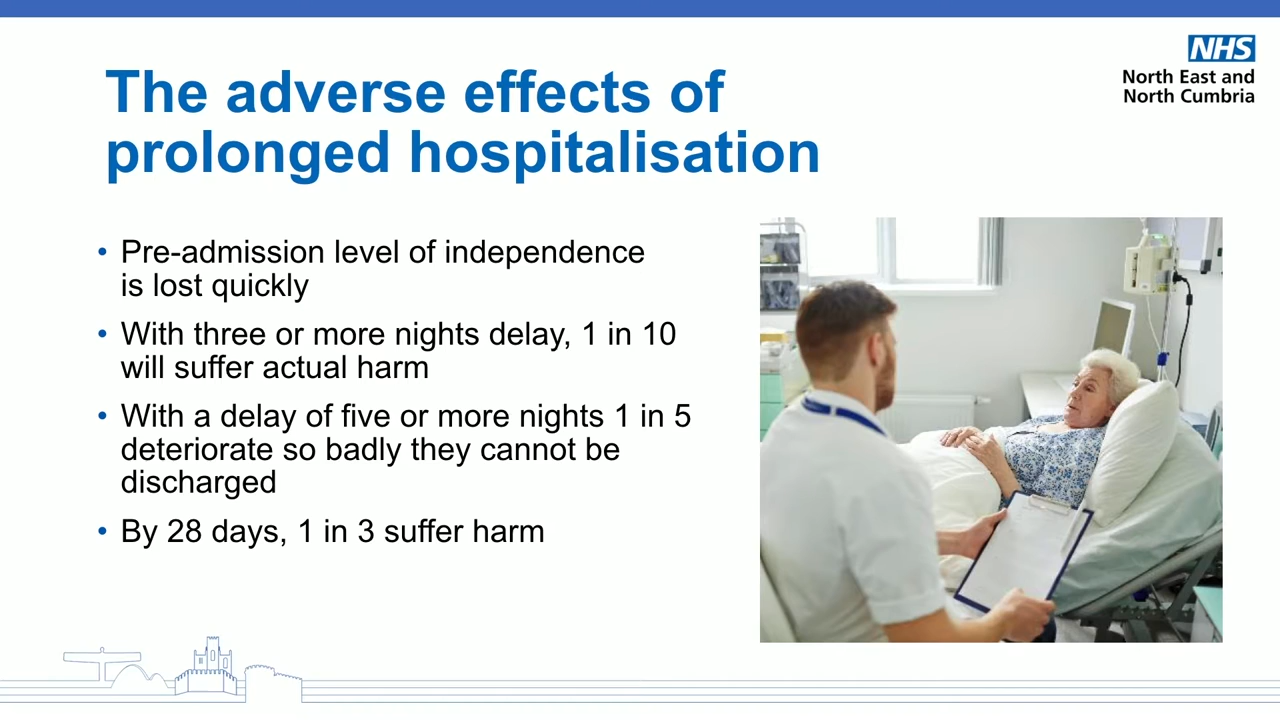 NHS
North East and
North Cumbria
The adverse effects of
prolonged hospitalisation
• Pre-admission level of independence
is lost quickly
• With three or more nights delay, 1 in 10
will suffer actual harm
• With a delay of five or more nights 1 in 5
deteriorate so badly they cannot be
discharged
• By 28 days, 1 in 3 suffer harm